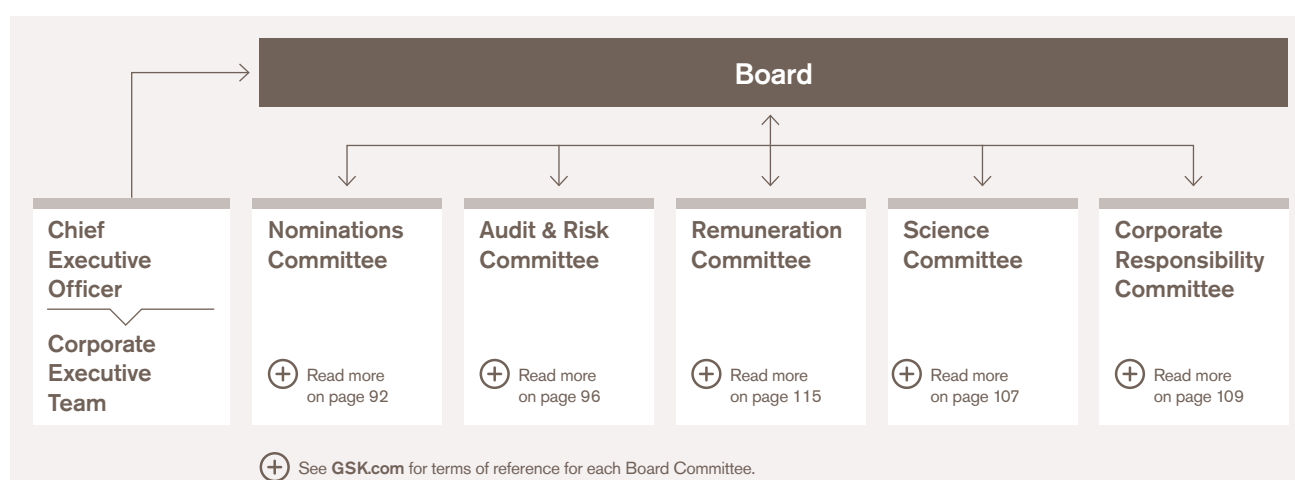 Board
Chief
Executive
Officer
Corporate
Executive
Team
Nominations
Committee
Read more
on page 92
Audit & Risk
Committee
Read more
on page 96
Remuneration
Committee
Read more
on page 115
Science
Committee
Read more
on page 107
Corporate
Responsibility
Committee
Read more
on page 109
See GSK.com for terms of reference for each Board Committee.